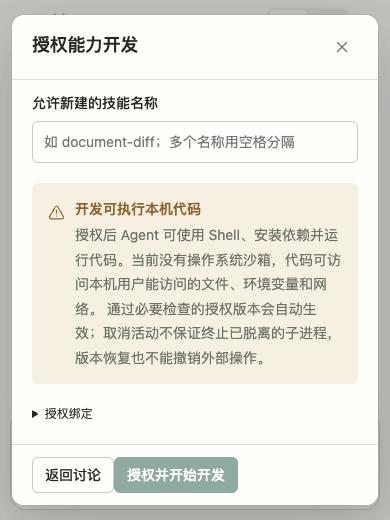 授权能力开发
允许新建的技能名称
如 document-diff；多个名称用空格分隔
开发可执行本机代码
授权后 Agent 可使用 Shell、安装依赖并运
行代码。当前没有操作系统沙箱，代码可访
问本机用户能访问的文件、环境变量和网
络。 通过必要检查的授权版本会自动生
效；取消活动不保证终止已脱离的子进程，
版本恢复也不能撤销外部操作。
授权绑定
返回讨论
授权并开始开发